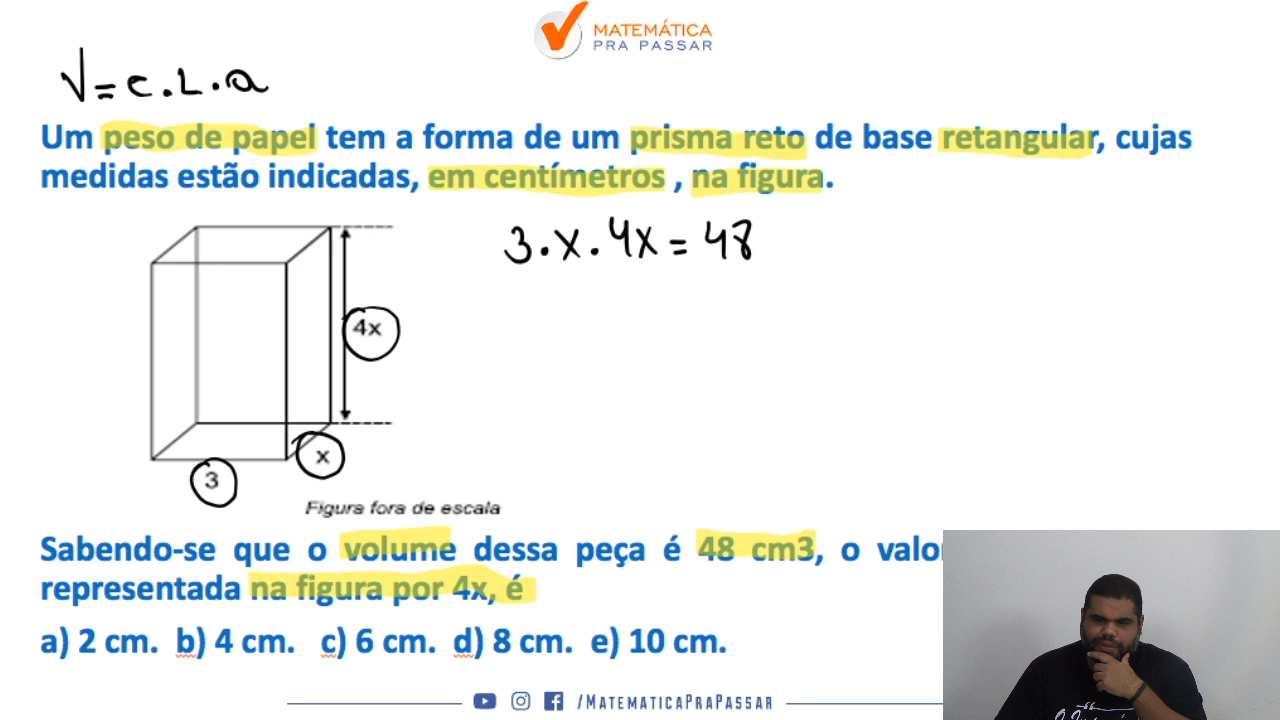 MATEMÁTICA
PRA PASSAR
V = C . L . a
Um peso de papel tem a forma de um prisma reto de base retangular, cujas
medidas estão indicadas, em centímetros , na figura.
3 . x . 4x = 48
4x
x
3
Figura fora de escala
Sabendo-se que o volume dessa peça é 48 cm3, o
representada na figura por 4x, é
a) 2 cm. b) 4 cm. c) 6 cm. d) 8 cm. e) 10 cm.
/MATEMATICAPRAPASSAR